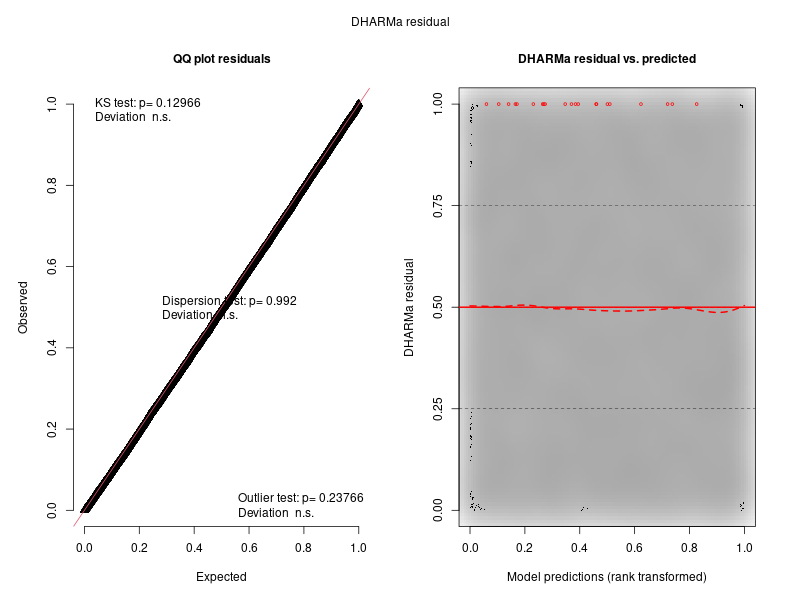 DHARMa residual
QQ plot residuals
KS test: p= 0.12966
Deviation n.s.
Dispersion test: p= 0.992
Deviation n.s.
Outlier test: p= 0.23766
Deviation n.s.
Observed
0.0 0.2 0.4 0.6 0.8 1.0
0.0 0.2 0.4 0.6 0.8 1.0
Expected
DHARMa residual vs. predicted
DHARMa residual
0.00 0.25 0.50 0.75 1.00
0.0 0.2 0.4 0.6 0.8 1.0
Model predictions (rank transformed)